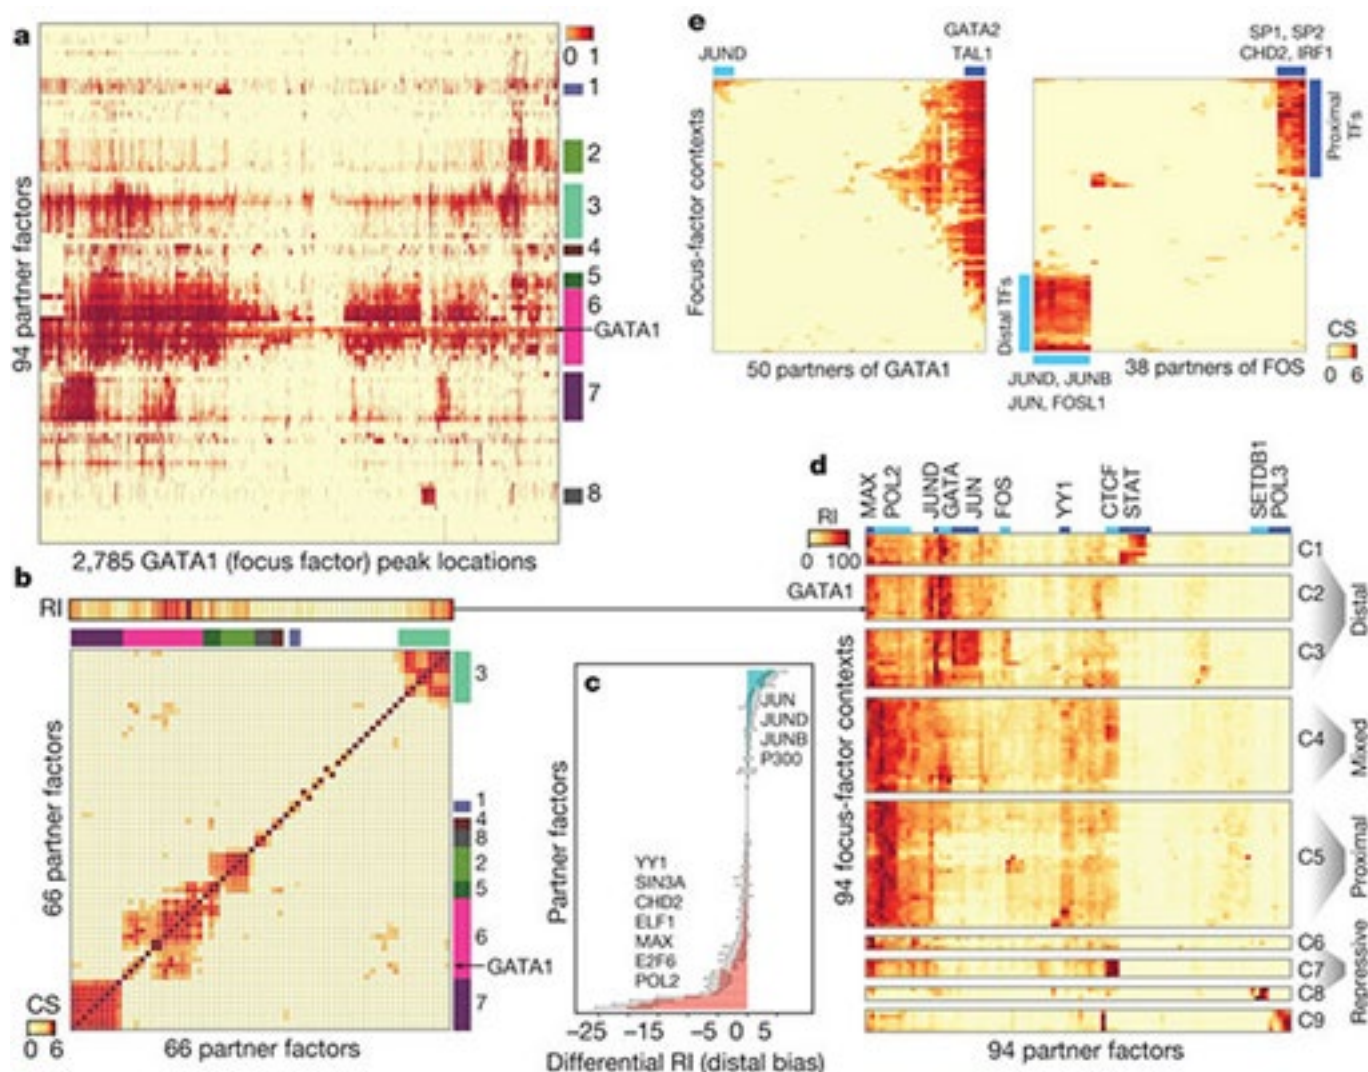 a
0 1
1
2
3
4
5
6
GATA1
7
8
94 partner factors
2,785 GATA1 (focus factor) peak locations
e
JUND
GATA2
TAL1
SP1, SP2
CHD2, IRF1
Focus-factor contexts
Proximal
TFs
Distal TFs
50 partners of GATA1
JUND, JUNB
JUN, FOSL1
38 partners of FOS
CS
0 6
b
RI
3
1
4
8
2
5
6
GATA1
7
66 partner factors
CS
0 6
66 partner factors
c
JUN
JUND
JUNB
P300
Partner factors
YY1
SIN3A
CHD2
ELF1
MAX
E2F6
POL2
−25 −15 −5 0 5
Differential RI (distal bias)
d
MAX
POL2
JUND
GATA
JUN
FOS
YY1
CTCF
STAT
SETDB1
POL3
RI
0 100
GATA1
94 focus-factor contexts
C1
C2
C3
C4
C5
C6
C7
C8
C9
Distal
Mixed
Proximal
Repressive
94 partner factors